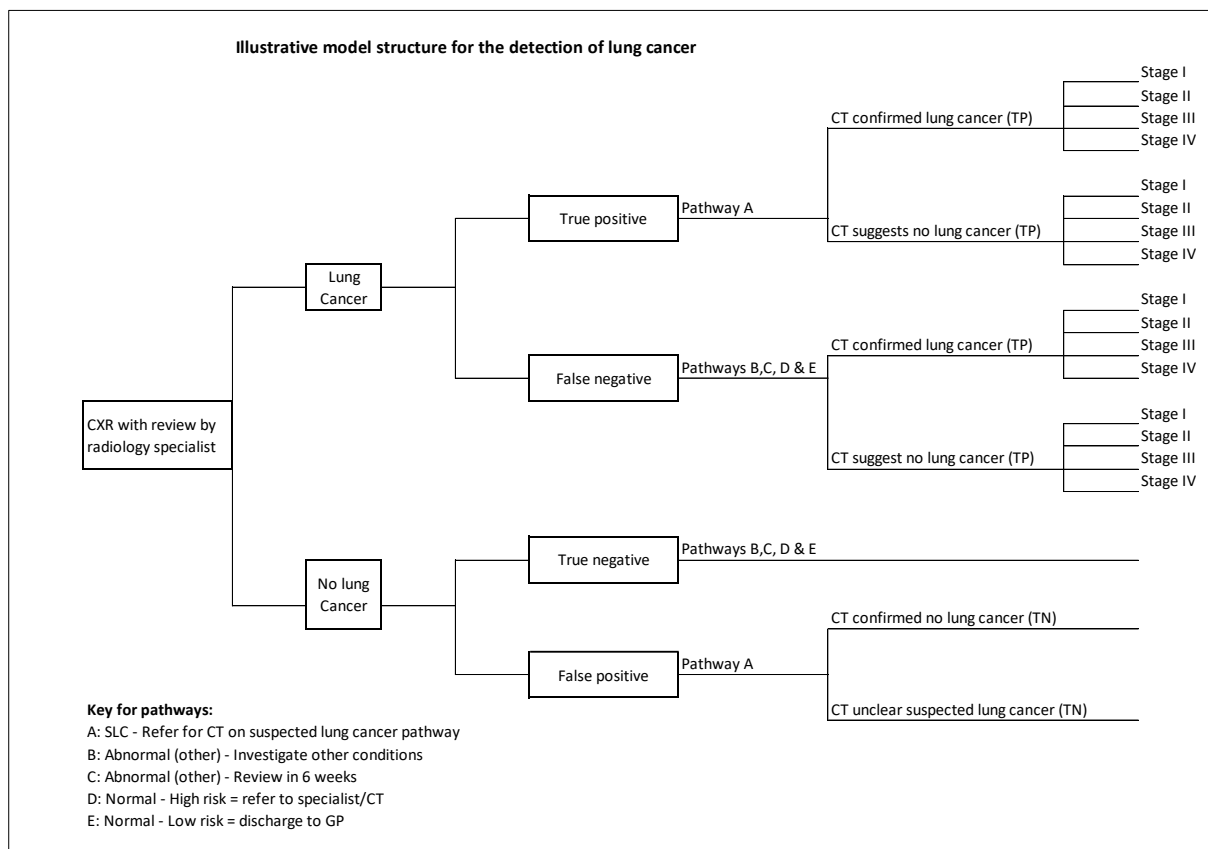 Illustrative model structure for the detection of lung cancer
Stage I
Stage II
CT confirmed lung cancer (TP)
Stage III
Stage IV
Stage I
True positive
Pathway A
Stage II
CT suggests no lung cancer (TP)
Stage III
Stage IV
Lung
Cancer
Stage I
Stage II
CT confirmed lung cancer (TP)
Stage III
False negative
Pathways B,C, D & E
Stage IV
CXR with review by
radiology specialist
Stage I
Stage II
CT suggest no lung cancer (TP)
Stage III
Stage IV
True negative
Pathways B,C, D & E
No lung
Cancer
CT confirmed no lung cancer (TN)
False positive
Pathway A
CT unclear suspected lung cancer (TN)
Key for pathways:
A: SLC - Refer for CT on suspected lung cancer pathway
B: Abnormal (other) - Investigate other conditions
C: Abnormal (other) - Review in 6 weeks
D: Normal - High risk = refer to specialist/CT
E: Normal - Low risk = discharge to GP